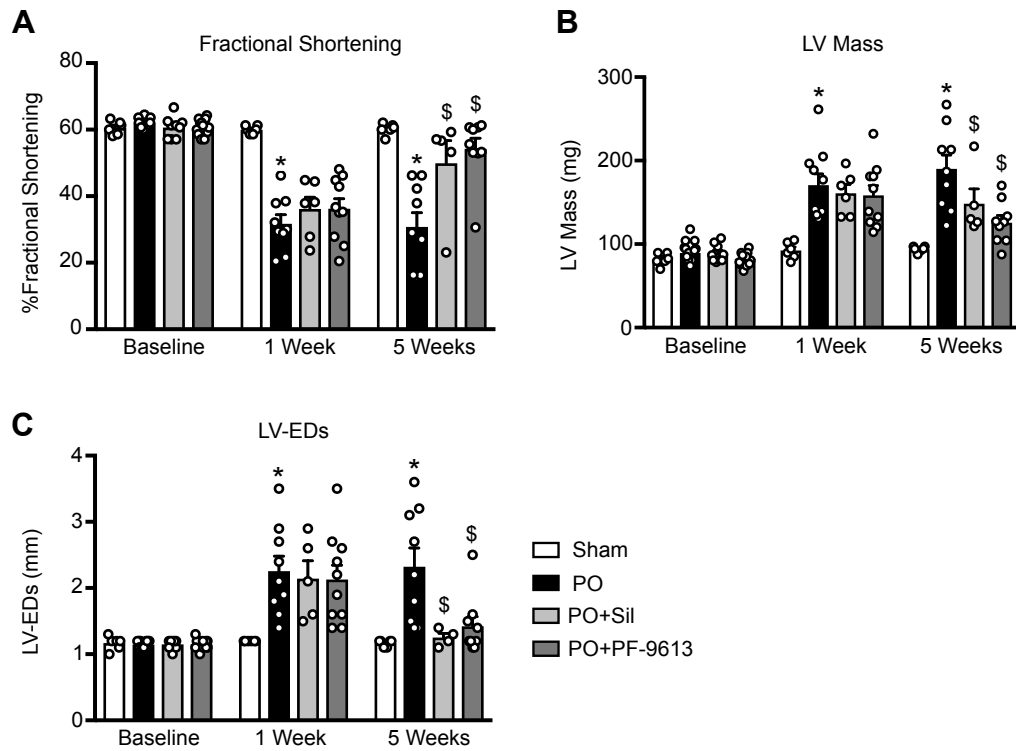 A
Fractional Shortening
%Fractional Shortening
80
60
40
20
0
*
*
$
$
Baseline
1 Week
5 Weeks
B
LV Mass
LV Mass (mg)
300
200
100
0
*
*
$
$
Baseline
1 Week
5 Weeks
C
LV-EDs
LV-EDs (mm)
4
3
2
1
0
*
*
$
$
Baseline
1 Week
5 Weeks
Sham
PO
PO+Sil
PO+PF-9613